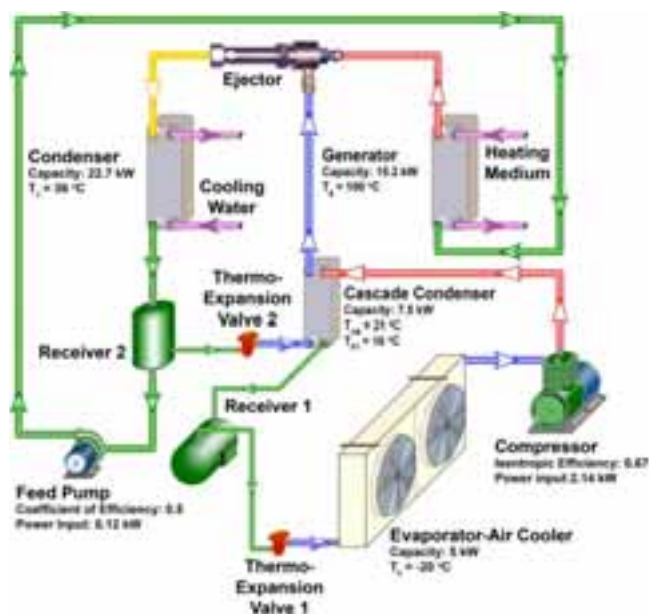 Ejector
Condenser
Capacity: 22.7 kW
Cooling
Water
Generator
Capacity: 15.2 kW
Heating
Medium
Thermo-
Expansion
Valve 2
Cascade Condenser
Capacity: 7.5 kW
Receiver 2
Receiver 1
Compressor
Isentropic Efficiency: 0.67
Power input 2.14 kW
Feed Pump
Coefficient of Efficiency: 0.5
Power Input: 0.12 kW
Evaporator-Air Cooler
Capacity: 5 kW
= -20 °C
Thermo-
Expansion
Valve 1